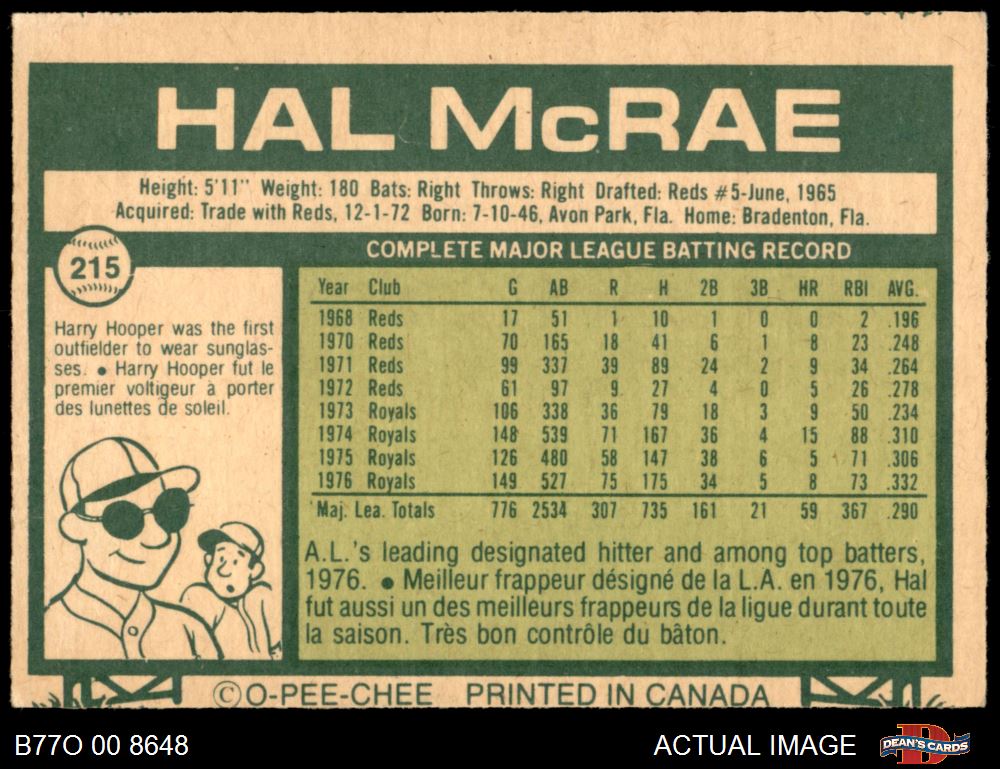 HAL McRAE
Height: 5'11" Weight: 180 Bats: Right Throws: Right Drafted: Reds #5-June, 1965
Acquired: Trade with Reds, 12-1-72 Born: 7-10-46, Avon Park, Fla. Home: Bradenton, Fla.
215
COMPLETE MAJOR LEAGUE BATTING RECORD
Harry Hooper was the first
outfielder to wear sunglas-
ses. ● Harry Hooper fut le
premier voltigeur à porter
des lunettes de soleil.
Year Club G AB R H 2B 3B HR RBI AVG.
1968 Reds 17 51 1 10 1 0 0 2 .196
1970 Reds 70 165 18 41 6 1 8 23 .248
1971 Reds 99 337 39 89 24 2 9 34 .264
1972 Reds 61 97 9 27 4 0 5 26 .278
1973 Royals 106 338 36 79 18 3 9 50 .234
1974 Royals 148 539 71 167 36 4 15 88 .310
1975 Royals 126 480 58 147 38 6 5 71 .306
1976 Royals 149 527 75 175 34 5 8 73 .332
Maj. Lea. Totals 776 2534 307 735 161 21 59 367 .290
A.L.'s leading designated hitter and among top batters,
1976. ● Meilleur frappeur désigné de la L.A. en 1976, Hal
fut aussi un des meilleurs frappeurs de la ligue durant toute
la saison. Très bon contrôle du bâton.
© O-PEE-CHEE PRINTED IN CANADA
B77O 00 8648
ACTUAL IMAGE
DEAN'S CARDS